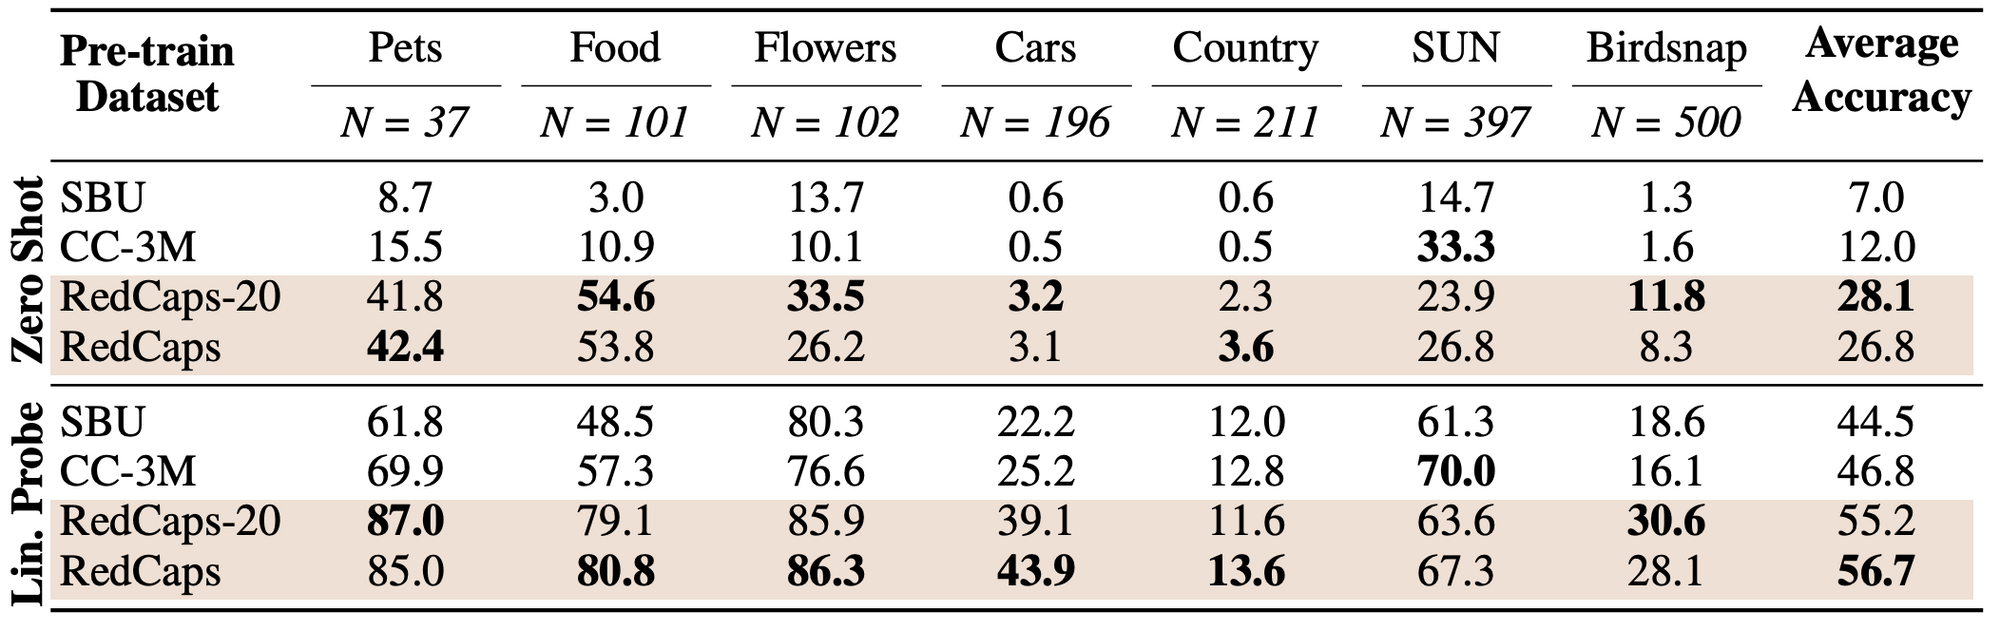 Pre-train Dataset Pets Food Flowers Cars Country SUN Birdsnap Average Accuracy
N = 37 N = 101 N = 102 N = 196 N = 211 N = 397 N = 500
Zero Shot
SBU 8.7 3.0 13.7 0.6 0.6 14.7 1.3 7.0
CC-3M 15.5 10.9 10.1 0.5 0.5 33.3 1.6 12.0
RedCaps-20 41.8 54.6 33.5 3.2 2.3 23.9 11.8 28.1
RedCaps 42.4 53.8 26.2 3.1 3.6 26.8 8.3 26.8
Lin. Probe
SBU 61.8 48.5 80.3 22.2 12.0 61.3 18.6 44.5
CC-3M 69.9 57.3 76.6 25.2 12.8 70.0 16.1 46.8
RedCaps-20 87.0 79.1 85.9 39.1 11.6 63.6 30.6 55.2
RedCaps 85.0 80.8 86.3 43.9 13.6 67.3 28.1 56.7